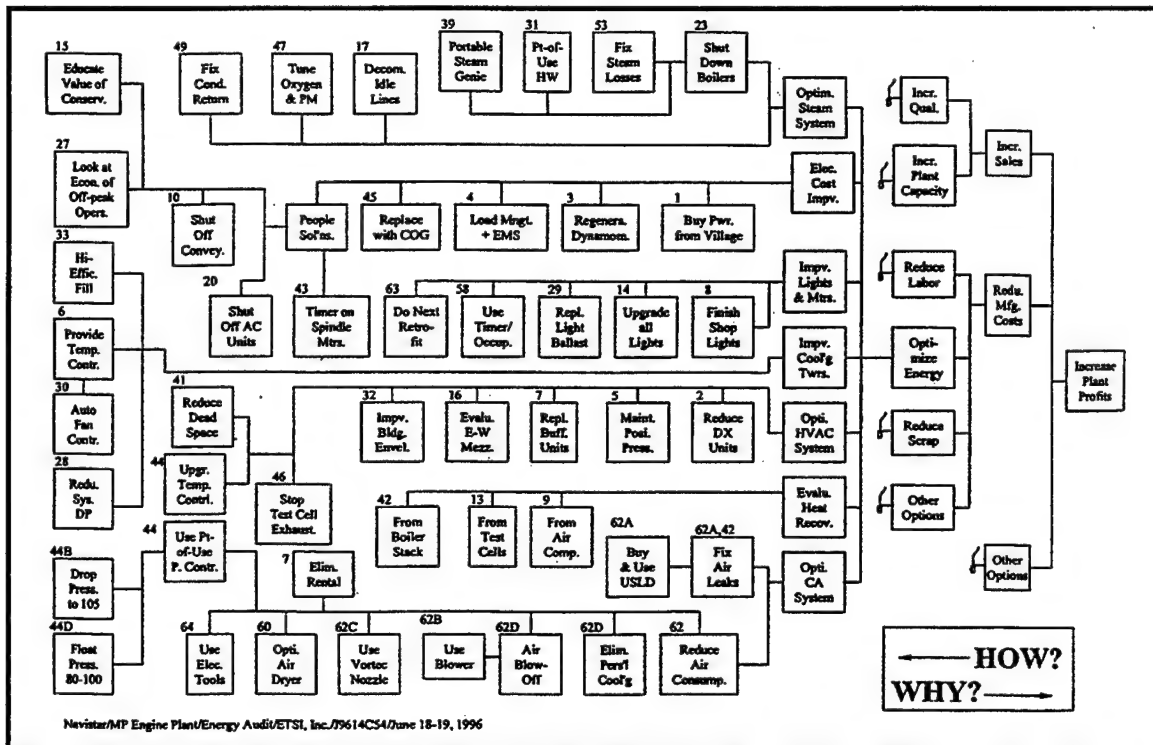 39
31
53
23
15
49
47
17
Educate
Value of
Conserv.
Fix
Cond.
Return
Tune
Oxygen
& PM
Decom.
Idle
Lines
Portable
Steam
Genie
Pt-of-
Use
HW
Fix
Steam
Losses
Shut
Down
Boilers
Optim.
Steam
System
Incr.
Qual.
Incr.
Sales
Incr.
Plant
Capacity
27
Look at
Econ. of
Off-peak
Opers.
10
Shut
Off
Convey.
People
Sol'ns.
45
Replace
with COG
4
Load Mngt.
+ EMS
3
Regenera.
Dynamom.
1
Buy Pwr.
from Village
Elec.
Cost
Impv.
33
Hi-
Effic.
Fill
20
Shut
Off AC
Units
43
Timer on
Spindle
Mtrs.
63
Do Next
Retro-
fit
58
Use
Timer/
Occup.
29
Repl.
Light
Ballast
14
Upgrade
all
Lights
8
Finish
Shop
Lights
Impv.
Lights
& Mtrs.
Reduce
Labor
Redu.
Mfg.
Costs
6
Provide
Temp.
Contr.
Impv.
Cool'g
Twrs.
Opti-
mize
Energy
Increase
Plant
Profits
30
Auto
Fan
Contr.
41
Reduce
Dead
Space
32
Impv.
Bldg.
Envel.
16
Evalu.
E-W
Mezz.
7
Repl.
Buff.
Units
5
Maint.
Posi.
Press.
2
Reduce
DX
Units
Opti.
HVAC
System
Reduce
Scrap
28
Redu.
Sys.
DP
44
Upgr.
Temp.
Contrl.
46
Stop
Test Cell
Exhaust.
42
From
Boiler
Stack
13
From
Test
Cells
9
From
Air
Comp.
Evalu.
Heat
Recov.
Other
Options
44
Use Pt-
of-Use
P. Contr.
7
Elim.
Rental
62A
Buy
& Use
USLD
62A,42
Fix
Air
Leaks
Opti.
CA
System
Other
Options
44B
Drop
Press.
to 105
44D
Float
Press.
80-100
64
Use
Elec.
Tools
60
Opti.
Air
Dryer
62C
Use
Vortec
Nozzle
62B
Use
Blower
62D
Air
Blow-
Off
62D
Elim.
Pers'l
Cool'g
62
Reduce
Air
Consump.
HOW?
WHY?
Navistar/MP Engine Plant/Energy Audit/ETSI, Inc./J9614C54/June 18-19, 1996